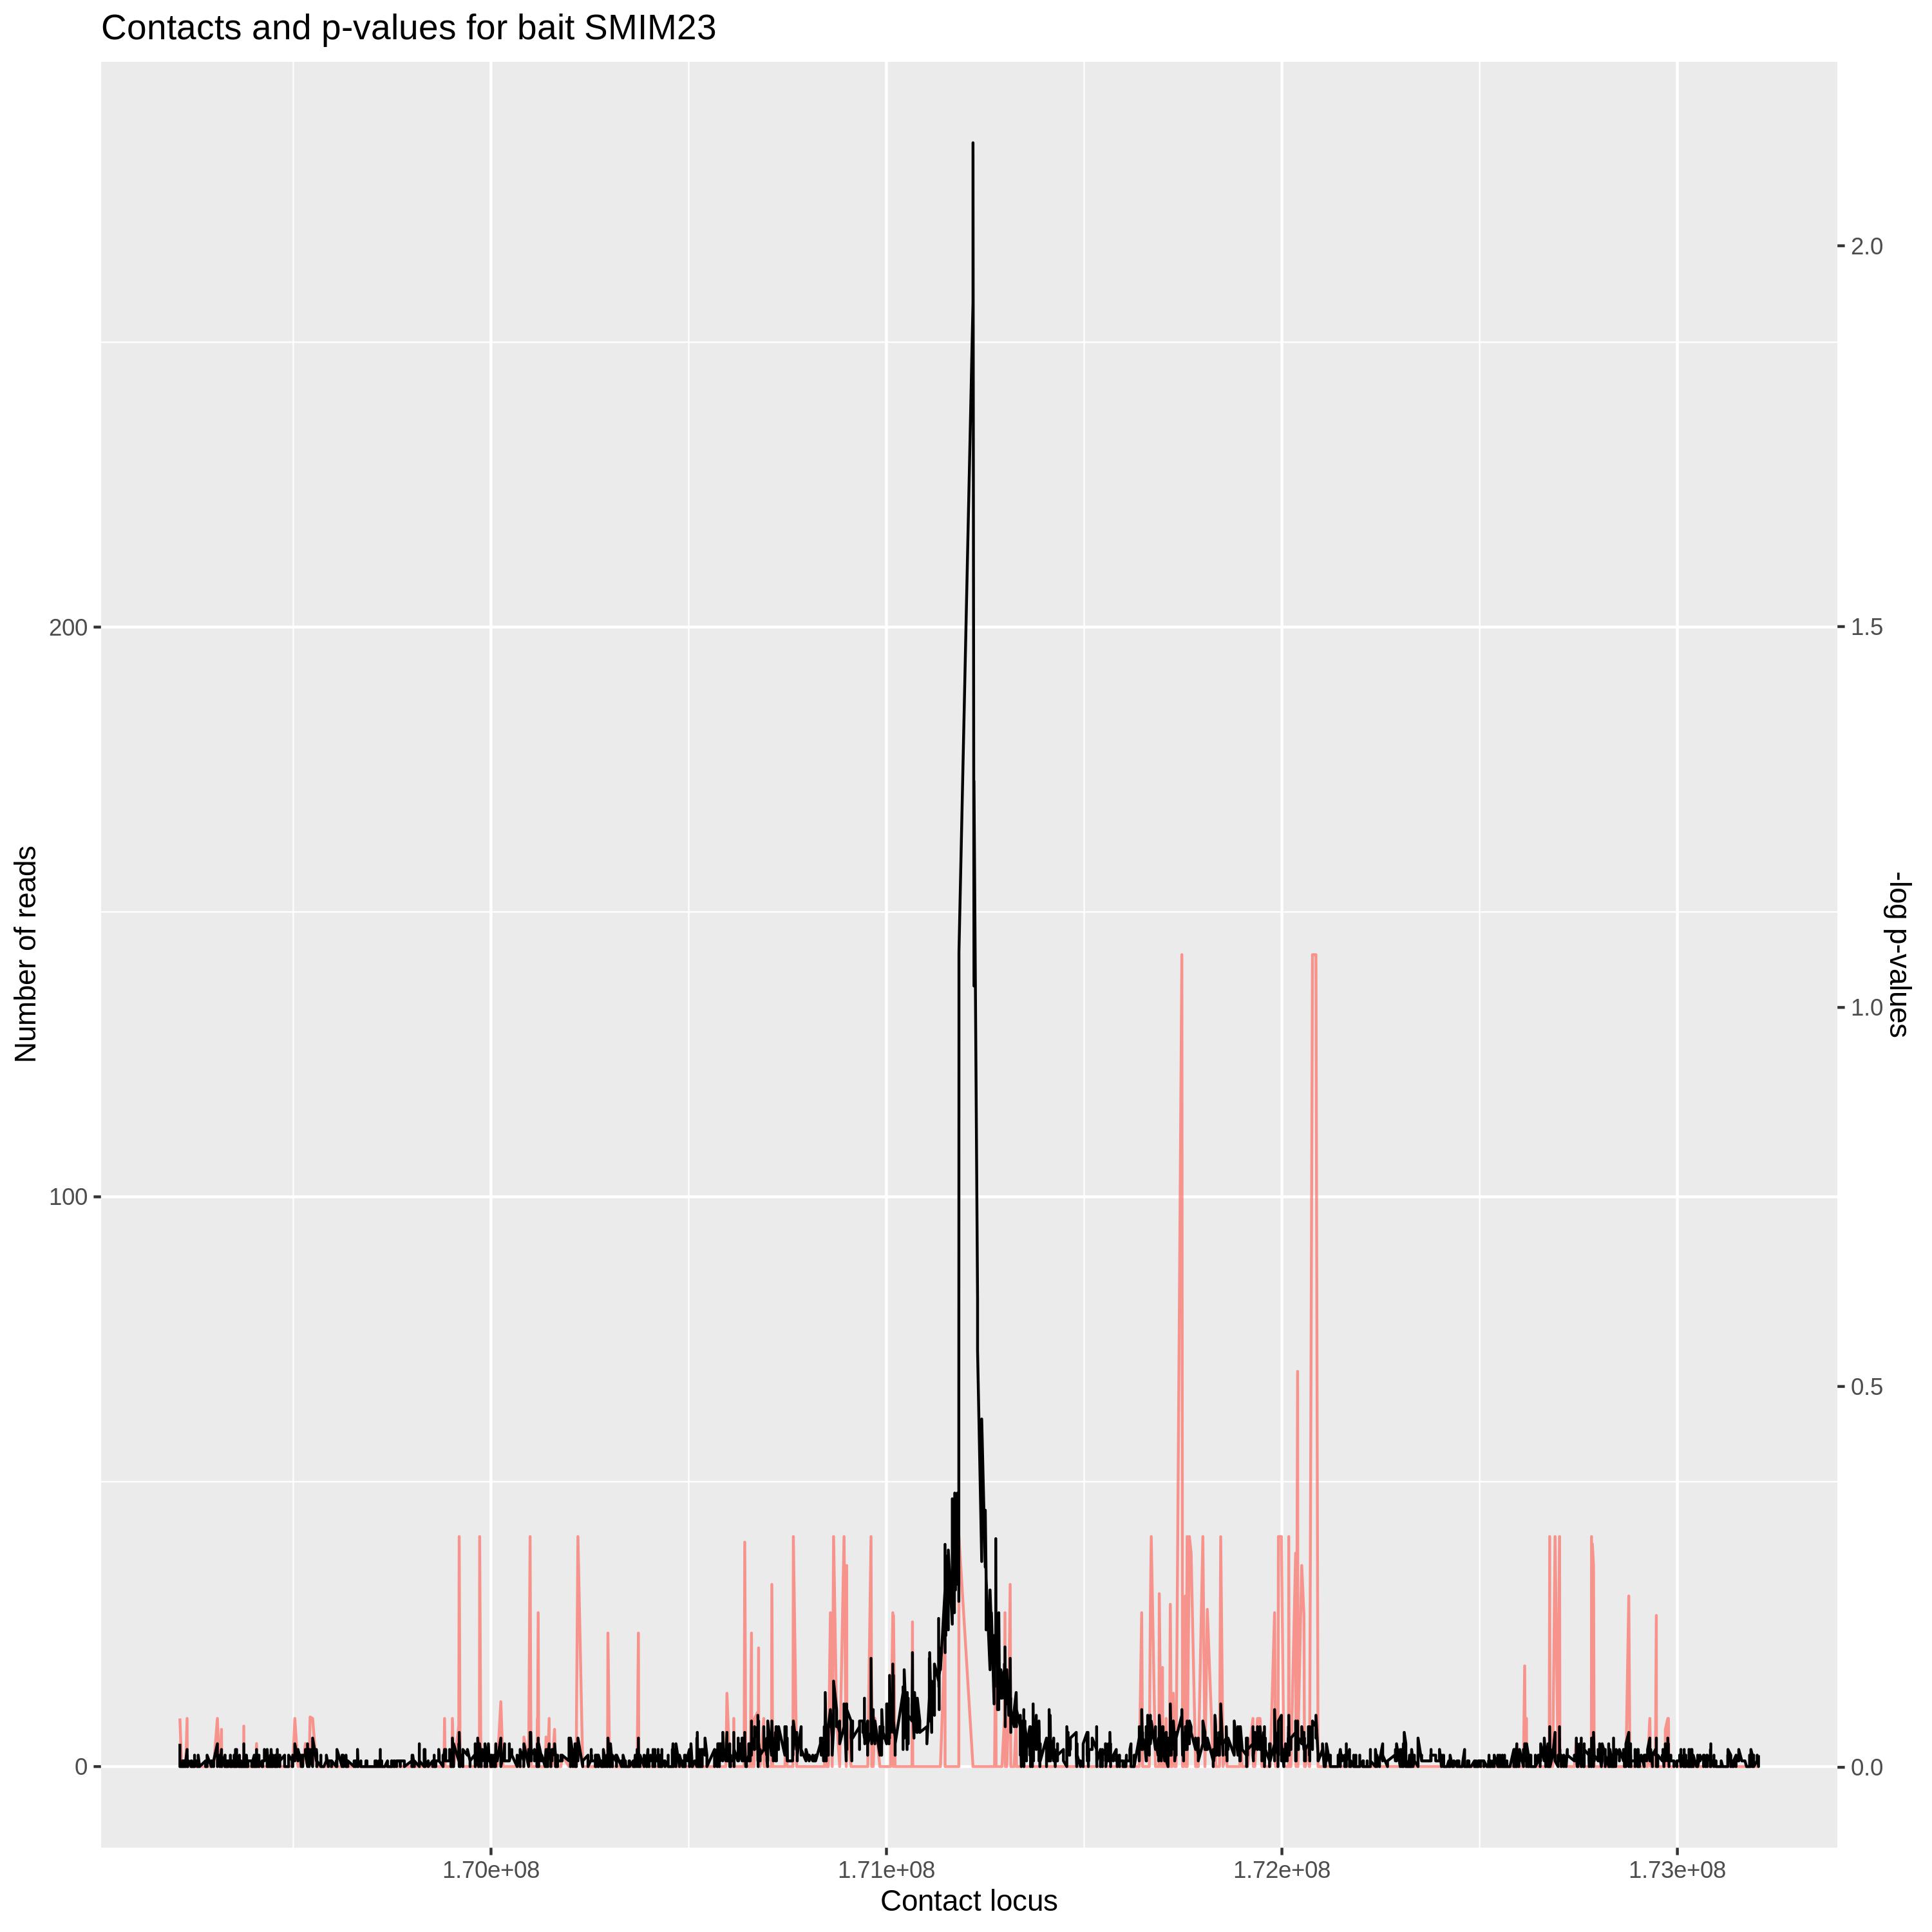 Contacts and p-values for bait SMIM23
Number of reads
200
100
0
2.0
1.5
1.0
0.5
0.0
-log p-values
1.70e+08 1.71e+08 1.72e+08 1.73e+08
Contact locus